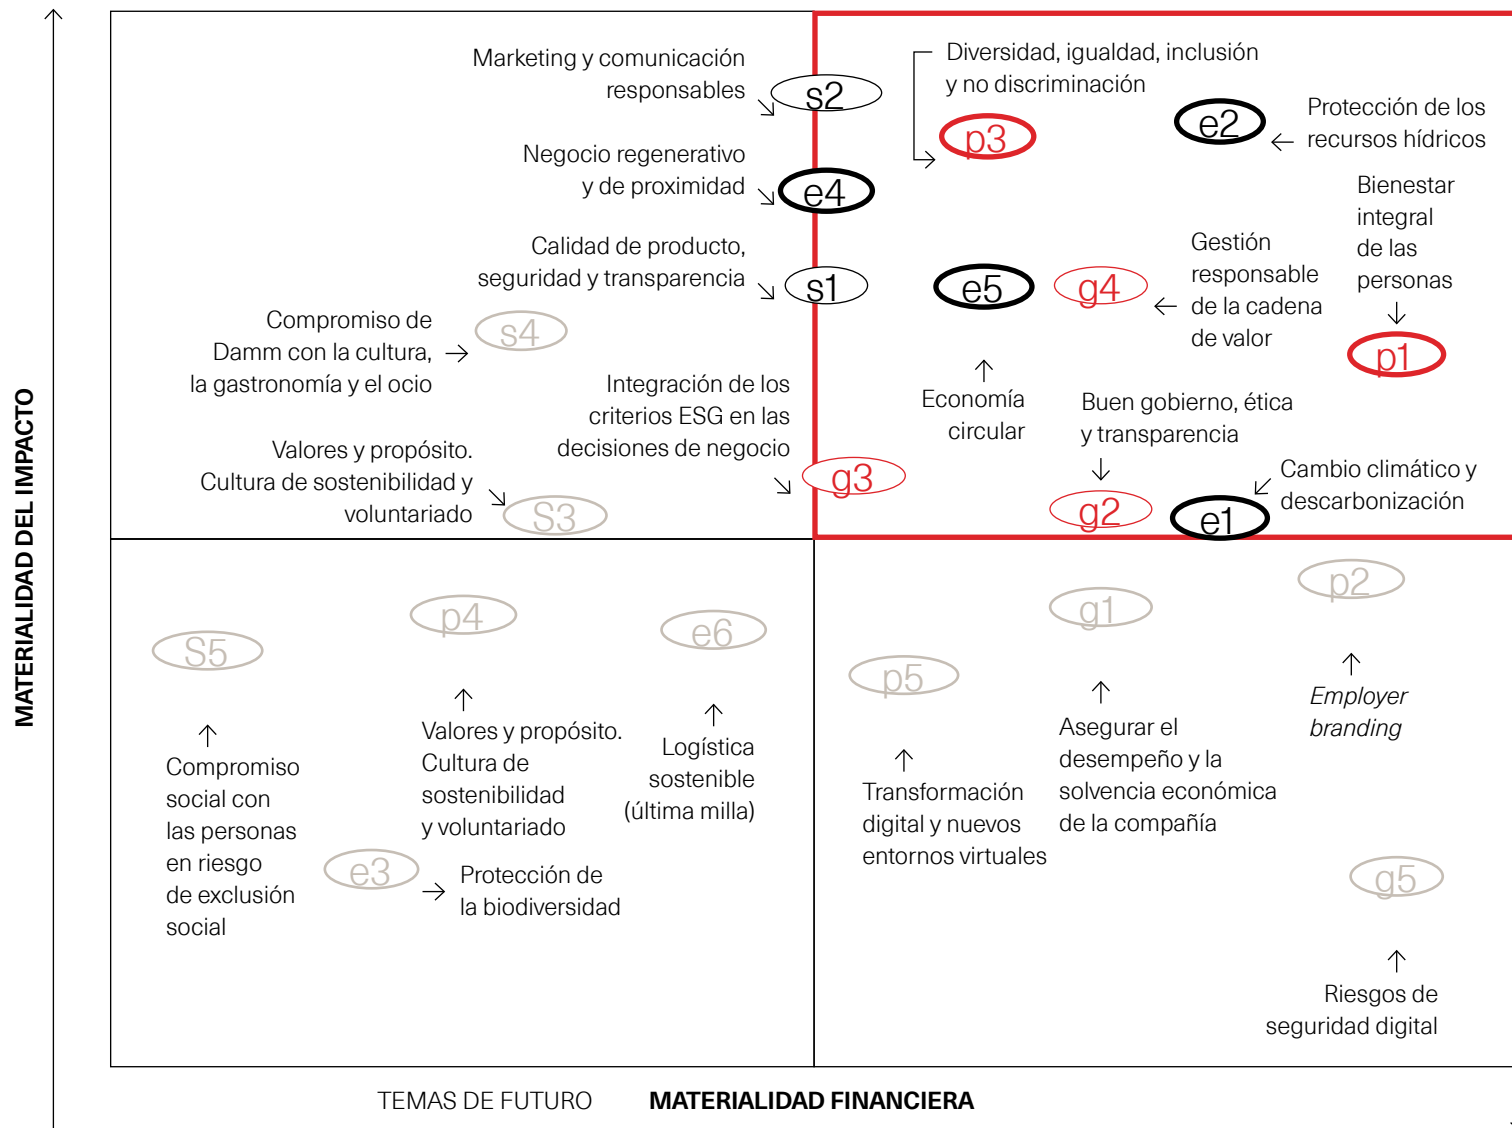 MATERIALIDAD DEL IMPACTO
Marketing y comunicación
responsables
s2
Negocio regenerativo
y de proximidad
e4
Calidad de producto,
seguridad y transparencia
s1
Compromiso de
Damm con la cultura,
la gastronomía y el ocio
s4
Integración de los
criterios ESG en las
decisiones de negocio
g3
Valores y propósito.
Cultura de sostenibilidad y
voluntariado
S3
Diversidad, igualdad, inclusión
y no discriminación
p3
e2
Protección de los
recursos hídricos
Bienestar
integral
de las
personas
p1
e5
Economía
circular
g4
Gestión
responsable
de la cadena
de valor
Buen gobierno, ética
y transparencia
g2
Cambio climático y
descarbonización
e1
S5
Compromiso
social con
las personas
en riesgo
de exclusión
social
p4
Valores y propósito.
Cultura de
sostenibilidad
y voluntariado
e6
Logística
sostenible
(última milla)
e3
Protección de
la biodiversidad
p5
Transformación
digital y nuevos
entornos virtuales
g1
Asegurar el
desempeño y la
solvencia económica
de la compañía
p2
Employer
branding
g5
Riesgos de
seguridad digital
TEMAS DE FUTURO
MATERIALIDAD FINANCIERA